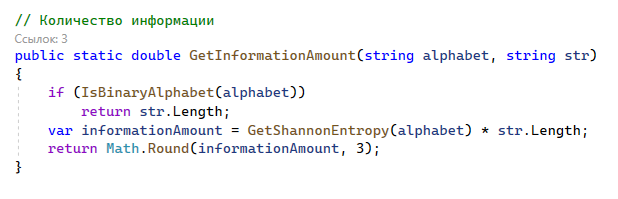 // Количество информации
Ссылок: 3
public static double GetInformationAmount(string alphabet, string str)
{
    if (IsBinaryAlphabet(alphabet))
        return str.Length;
    var informationAmount = GetShannonEntropy(alphabet) * str.Length;
    return Math.Round(informationAmount, 3);
}